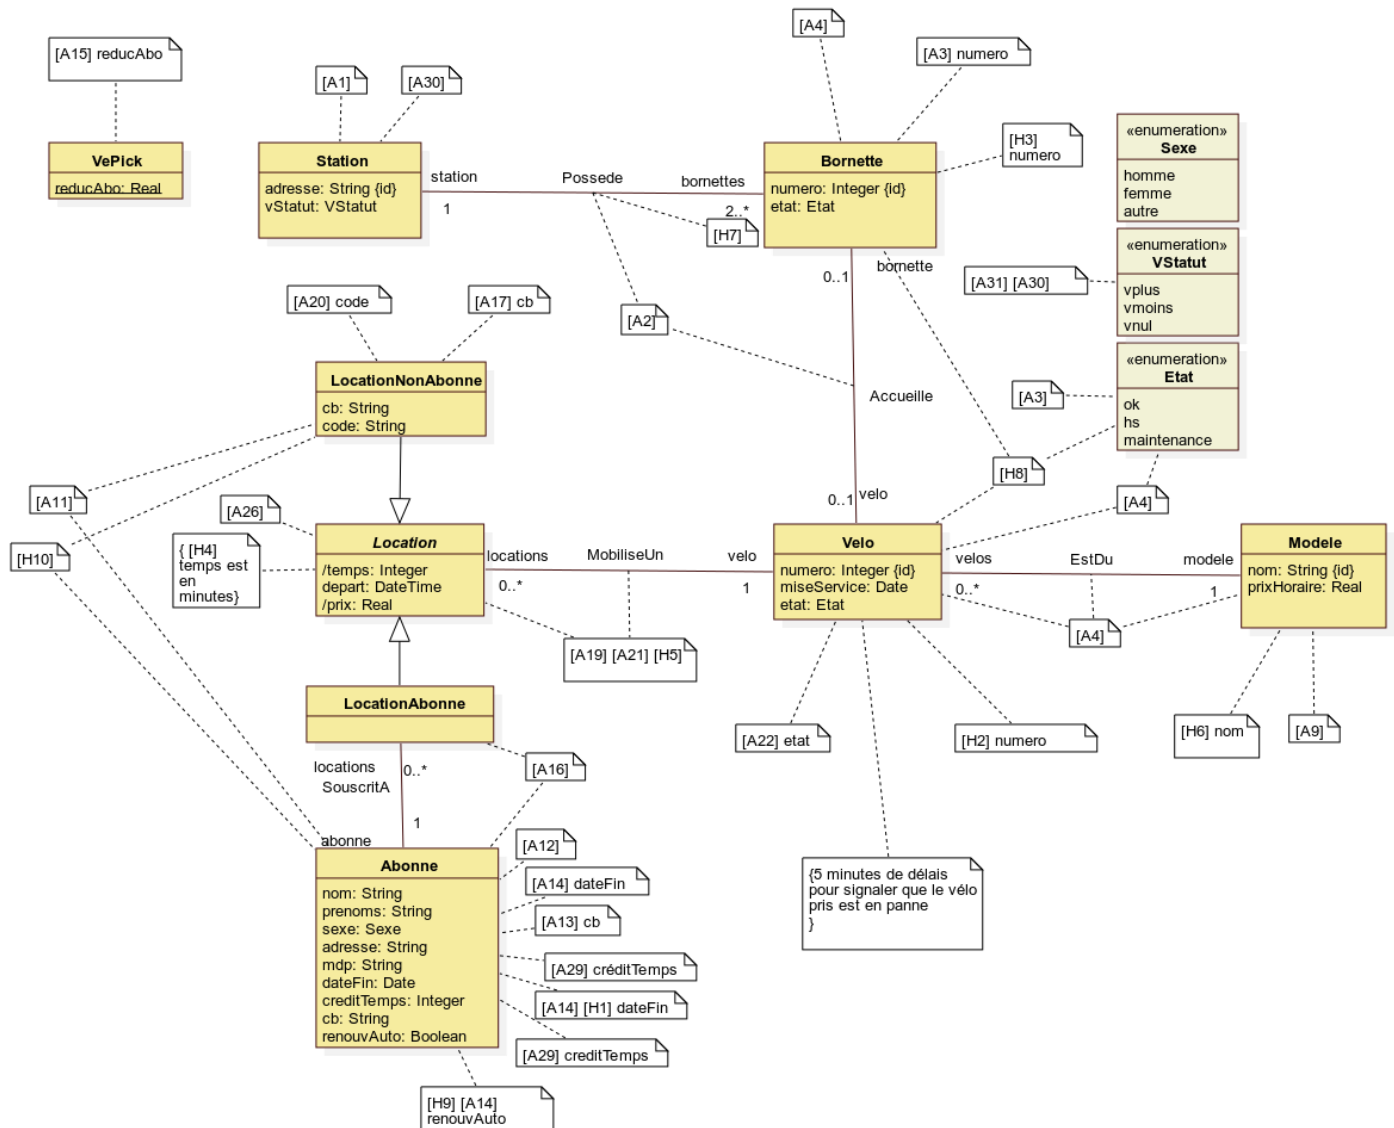 [A15] reducAbo
VePick
reducAbo: Real
[A1]
[A30]
Station
adresse: String {id}
vStatut: VStatut
station
1
Possede
bornettes
2..*
[H7]
[A2]
[A4]
[A3] numero
[H3]
numero
Bornette
numero: Integer {id}
etat: Etat
bornette
0..1
Accueille
0..1
velo
«enumeration»
Sexe
homme
femme
autre
«enumeration»
VStatut
vplus
vmoins
vnul
[A31] [A30]
«enumeration»
Etat
ok
hs
maintenance
[A3]
[H8]
[A4]
[A20] code
[A17] cb
LocationNonAbonne
cb: String
code: String
[A11]
[H10]
[A26]
{ [H4]
temps est
en
minutes}
Location
/temps: Integer
depart: DateTime
/prix: Real
locations
0..*
MobiliseUn
velo
1
[A19] [A21] [H5]
Velo
numero: Integer {id}
miseService: Date
etat: Etat
velos
0..*
EstDu
modele
1
[A4]
Modele
nom: String {id}
prixHoraire: Real
[A22] etat
[H2] numero
[H6] nom
[A9]
{5 minutes de délais
pour signaler que le vélo
pris est en panne
}
LocationAbonne
locations
0..*
SouscritA
1
abonne
[A16]
Abonne
nom: String
prenoms: String
sexe: Sexe
adresse: String
mdp: String
dateFin: Date
creditTemps: Integer
cb: String
renouvAuto: Boolean
[A12]
[A14] dateFin
[A13] cb
[A29] créditTemps
[A14] [H1] dateFin
[A29] creditTemps
[H9] [A14]
renouvAuto